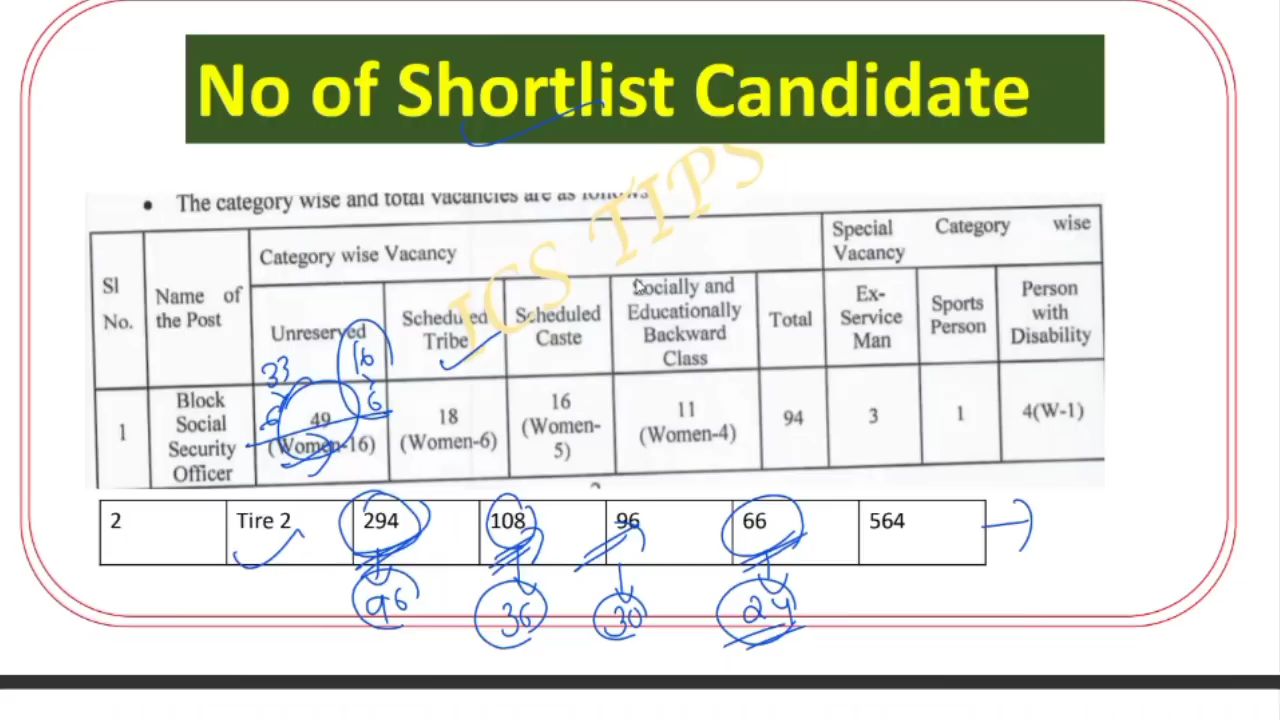 No of Shortlist Candidate
• The category wise and total vacancies are as follows
Sl No.
Name of the Post
Category wise Vacancy
Special Category wise Vacancy
Unreserved
Scheduled Tribe
Scheduled Caste
Socially and Educationally Backward Class
Total
Ex-Service Man
Sports Person
Person with Disability
1
Block Social Security Officer
49 (Women-16)
18 (Women-6)
16 (Women-5)
11 (Women-4)
94
3
1
4(W-1)
33
16
6
6
JCS TIPS
2
Tire 2
294
108
96
66
564
96
36
30
24